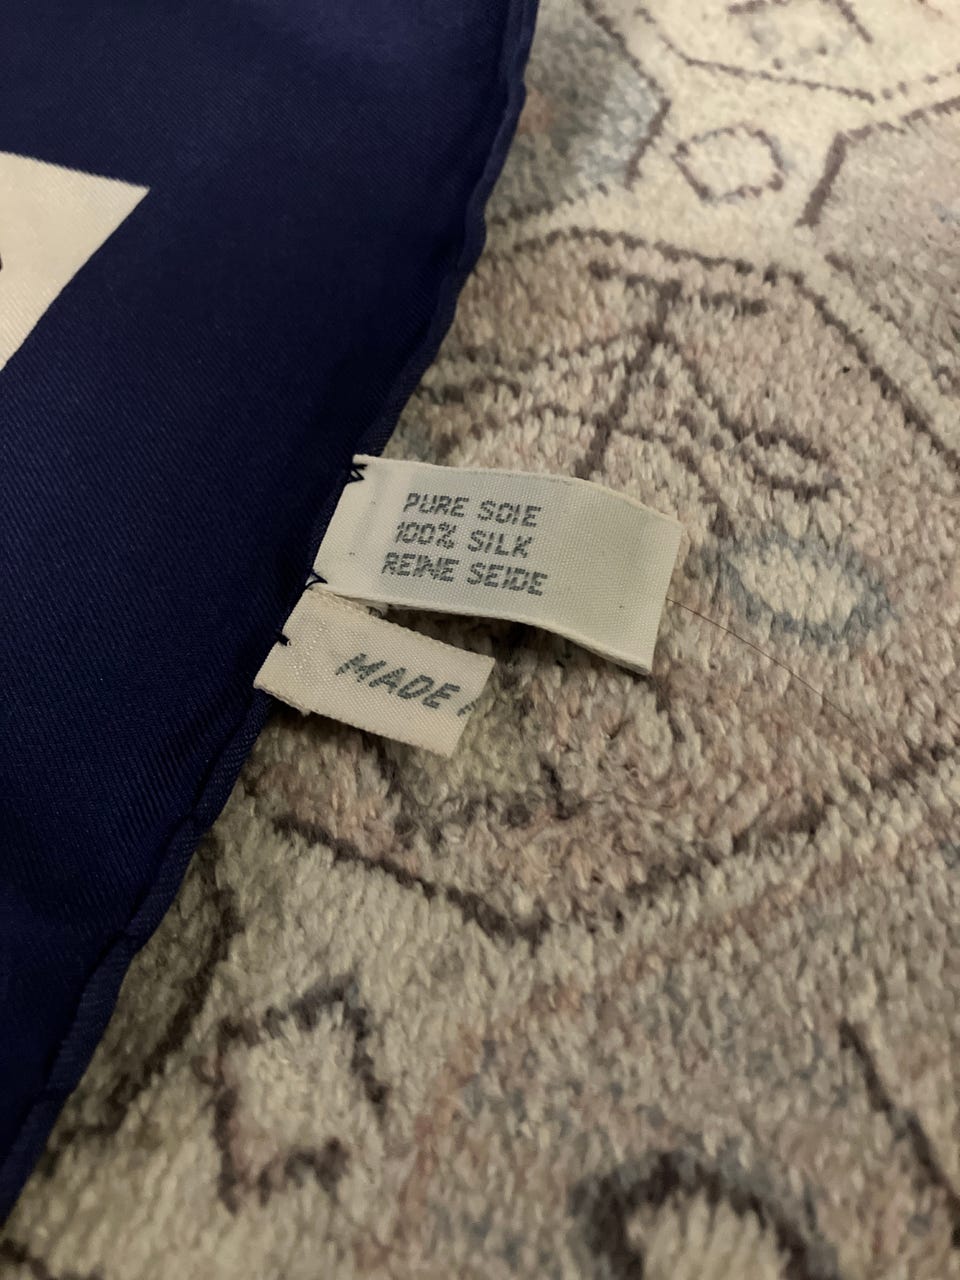 PURE SOIE
100% SILK
REINE SEIDE
MADE